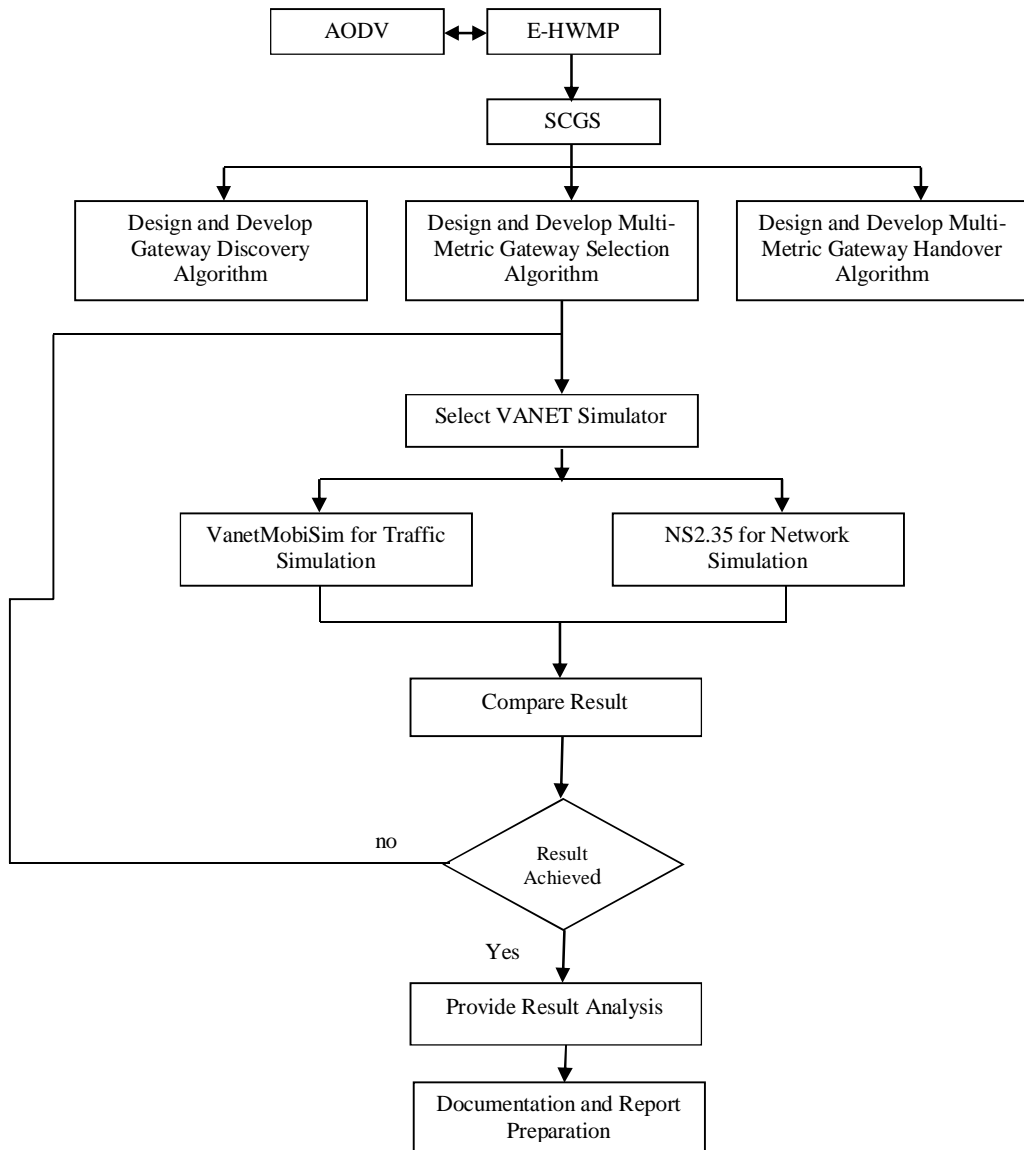 AODV
E-HWMP
SCGS
Design and Develop
Gateway Discovery
Algorithm
Design and Develop Multi-
Metric Gateway Selection
Algorithm
Design and Develop Multi-
Metric Gateway Handover
Algorithm
Select VANET Simulator
VanetMobiSim for Traffic
Simulation
NS2.35 for Network
Simulation
Compare Result
no
Result
Achieved
Yes
Provide Result Analysis
Documentation and Report
Preparation